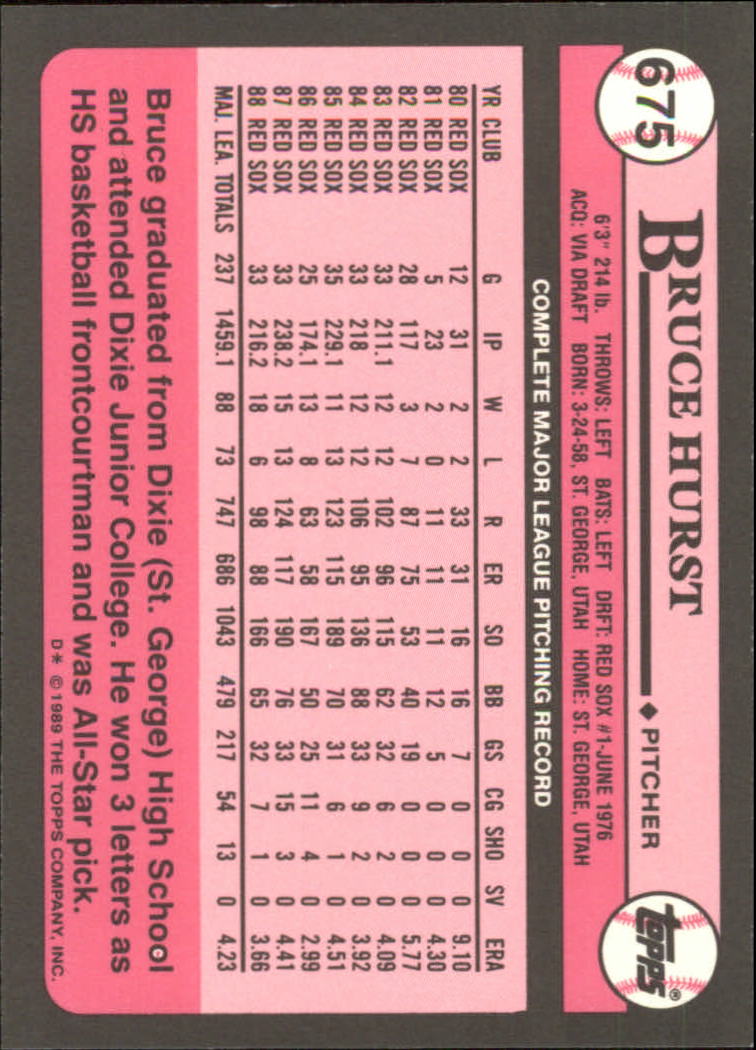 675
BRUCE HURST ◆ PITCHER
topps®
6'3" 214 lb. THROWS: LEFT BATS: LEFT DRFT: RED SOX #1-JUNE 1976
ACQ: VIA DRAFT BORN: 3-24-58, ST. GEORGE, UTAH HOME: ST. GEORGE, UTAH
COMPLETE MAJOR LEAGUE PITCHING RECORD
YR CLUB G IP W L R ER SO BB GS CG SHO SV ERA
80 RED SOX 12 31 2 2 33 31 16 16 7 0 0 0 9.10
81 RED SOX 5 23 2 0 11 11 11 12 5 0 0 0 4.30
82 RED SOX 28 117 3 7 87 75 53 40 19 0 0 0 5.77
83 RED SOX 33 211.1 12 12 102 96 115 62 32 6 2 0 4.09
84 RED SOX 33 218 12 12 106 95 136 88 33 9 2 0 3.92
85 RED SOX 35 229.1 11 13 123 115 189 70 31 6 1 0 4.51
86 RED SOX 25 174.1 13 8 63 58 167 50 25 11 4 0 2.99
87 RED SOX 33 238.2 15 13 124 117 190 76 33 15 3 0 4.41
88 RED SOX 33 216.2 18 6 98 88 166 65 32 7 1 0 3.66
MAJ. LEA. TOTALS 237 1459.1 88 73 747 686 1043 479 217 54 13 0 4.23
Bruce graduated from Dixie (St. George) High School
and attended Dixie Junior College. He won 3 letters as
HS basketball frontcourtman and was All-Star pick.
D* © 1989 THE TOPPS COMPANY, INC.